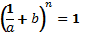 (1/a + b)ⁿ = 1